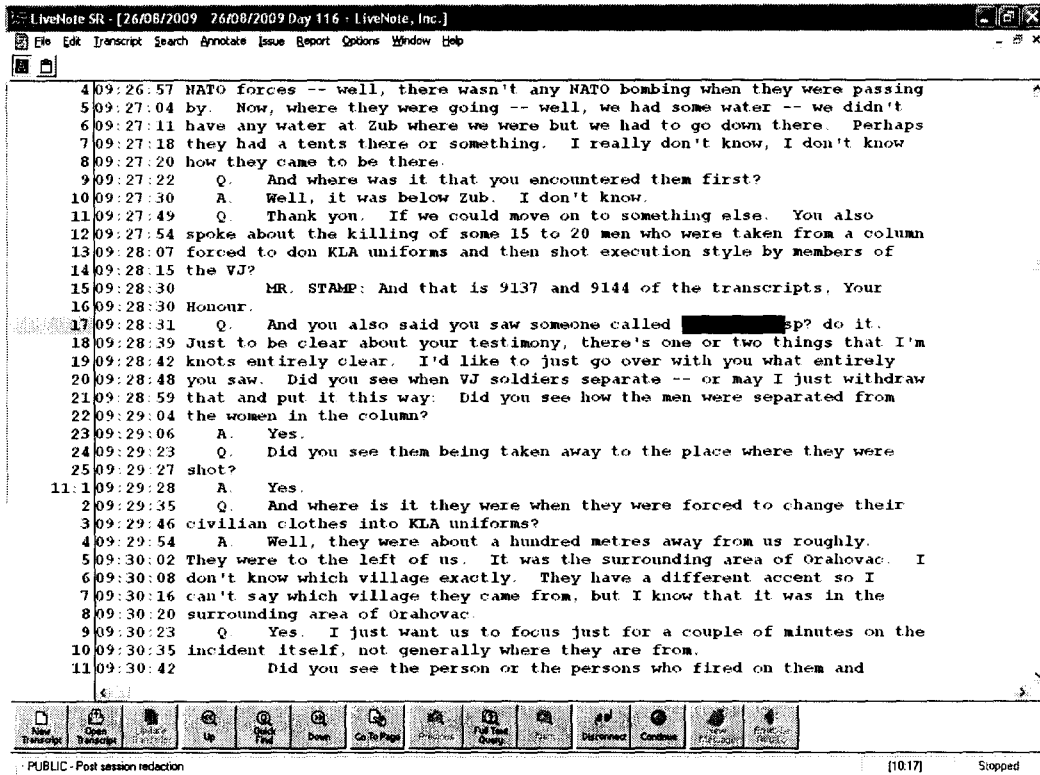 LiveNote SR - [26/08/2009 26/08/2009 Day 116 - LiveNote, Inc.]
File Edit Transcript Search Annotate Issue Report Options Window Help
4 09:26:57 NATO forces -- well, there wasn't any NATO bombing when they were passing
5 09:27:04 by. Now, where they were going -- well, we had some water -- we didn't
6 09:27:11 have any water at Zub where we were but we had to go down there. Perhaps
7 09:27:18 they had a tents there or something. I really don't know, I don't know
8 09:27:20 how they came to be there.
9 09:27:22 Q. And where was it that you encountered them first?
10 09:27:30 A. Well, it was below Zub. I don't know.
11 09:27:49 Q. Thank you. If we could move on to something else. You also
12 09:27:54 spoke about the killing of some 15 to 20 men who were taken from a column
13 09:28:07 forced to don KLA uniforms and then shot execution style by members of
14 09:28:15 the VJ?
15 09:28:30 MR. STAMP: And that is 9137 and 9144 of the transcripts, Your
16 09:28:30 Honour.
17 09:28:31 Q. And you also said you saw someone called sp? do it.
18 09:28:39 Just to be clear about your testimony, there's one or two things that I'm
19 09:28:42 knots entirely clear. I'd like to just go over with you what entirely
20 09:28:48 you saw. Did you see when VJ soldiers separate -- or may I just withdraw
21 09:28:59 that and put it this way: Did you see how the men were separated from
22 09:29:04 the women in the column?
23 09:29:06 A. Yes.
24 09:29:23 Q. Did you see them being taken away to the place where they were
25 09:29:27 shot?
11:1 09:29:28 A. Yes.
2 09:29:35 Q. And where is it they were when they were forced to change their
3 09:29:46 civilian clothes into KLA uniforms?
4 09:29:54 A. Well, they were about a hundred metres away from us roughly.
5 09:30:02 They were to the left of us. It was the surrounding area of Orahovac. I
6 09:30:08 don't know which village exactly. They have a different accent so I
7 09:30:16 can't say which village they came from, but I know that it was in the
8 09:30:20 surrounding area of Orahovac.
9 09:30:23 Q Yes. I just want us to focus just for a couple of minutes on the
10 09:30:35 incident itself, not generally where they are from.
11 09:30:42 Did you see the person or the persons who fired on them and
New Transcript Open Transcript Up Quick Find Down Go To Page Previous Full Text Query Disconnect Continue
PUBLIC - Post session redaction [10:17] Stopped